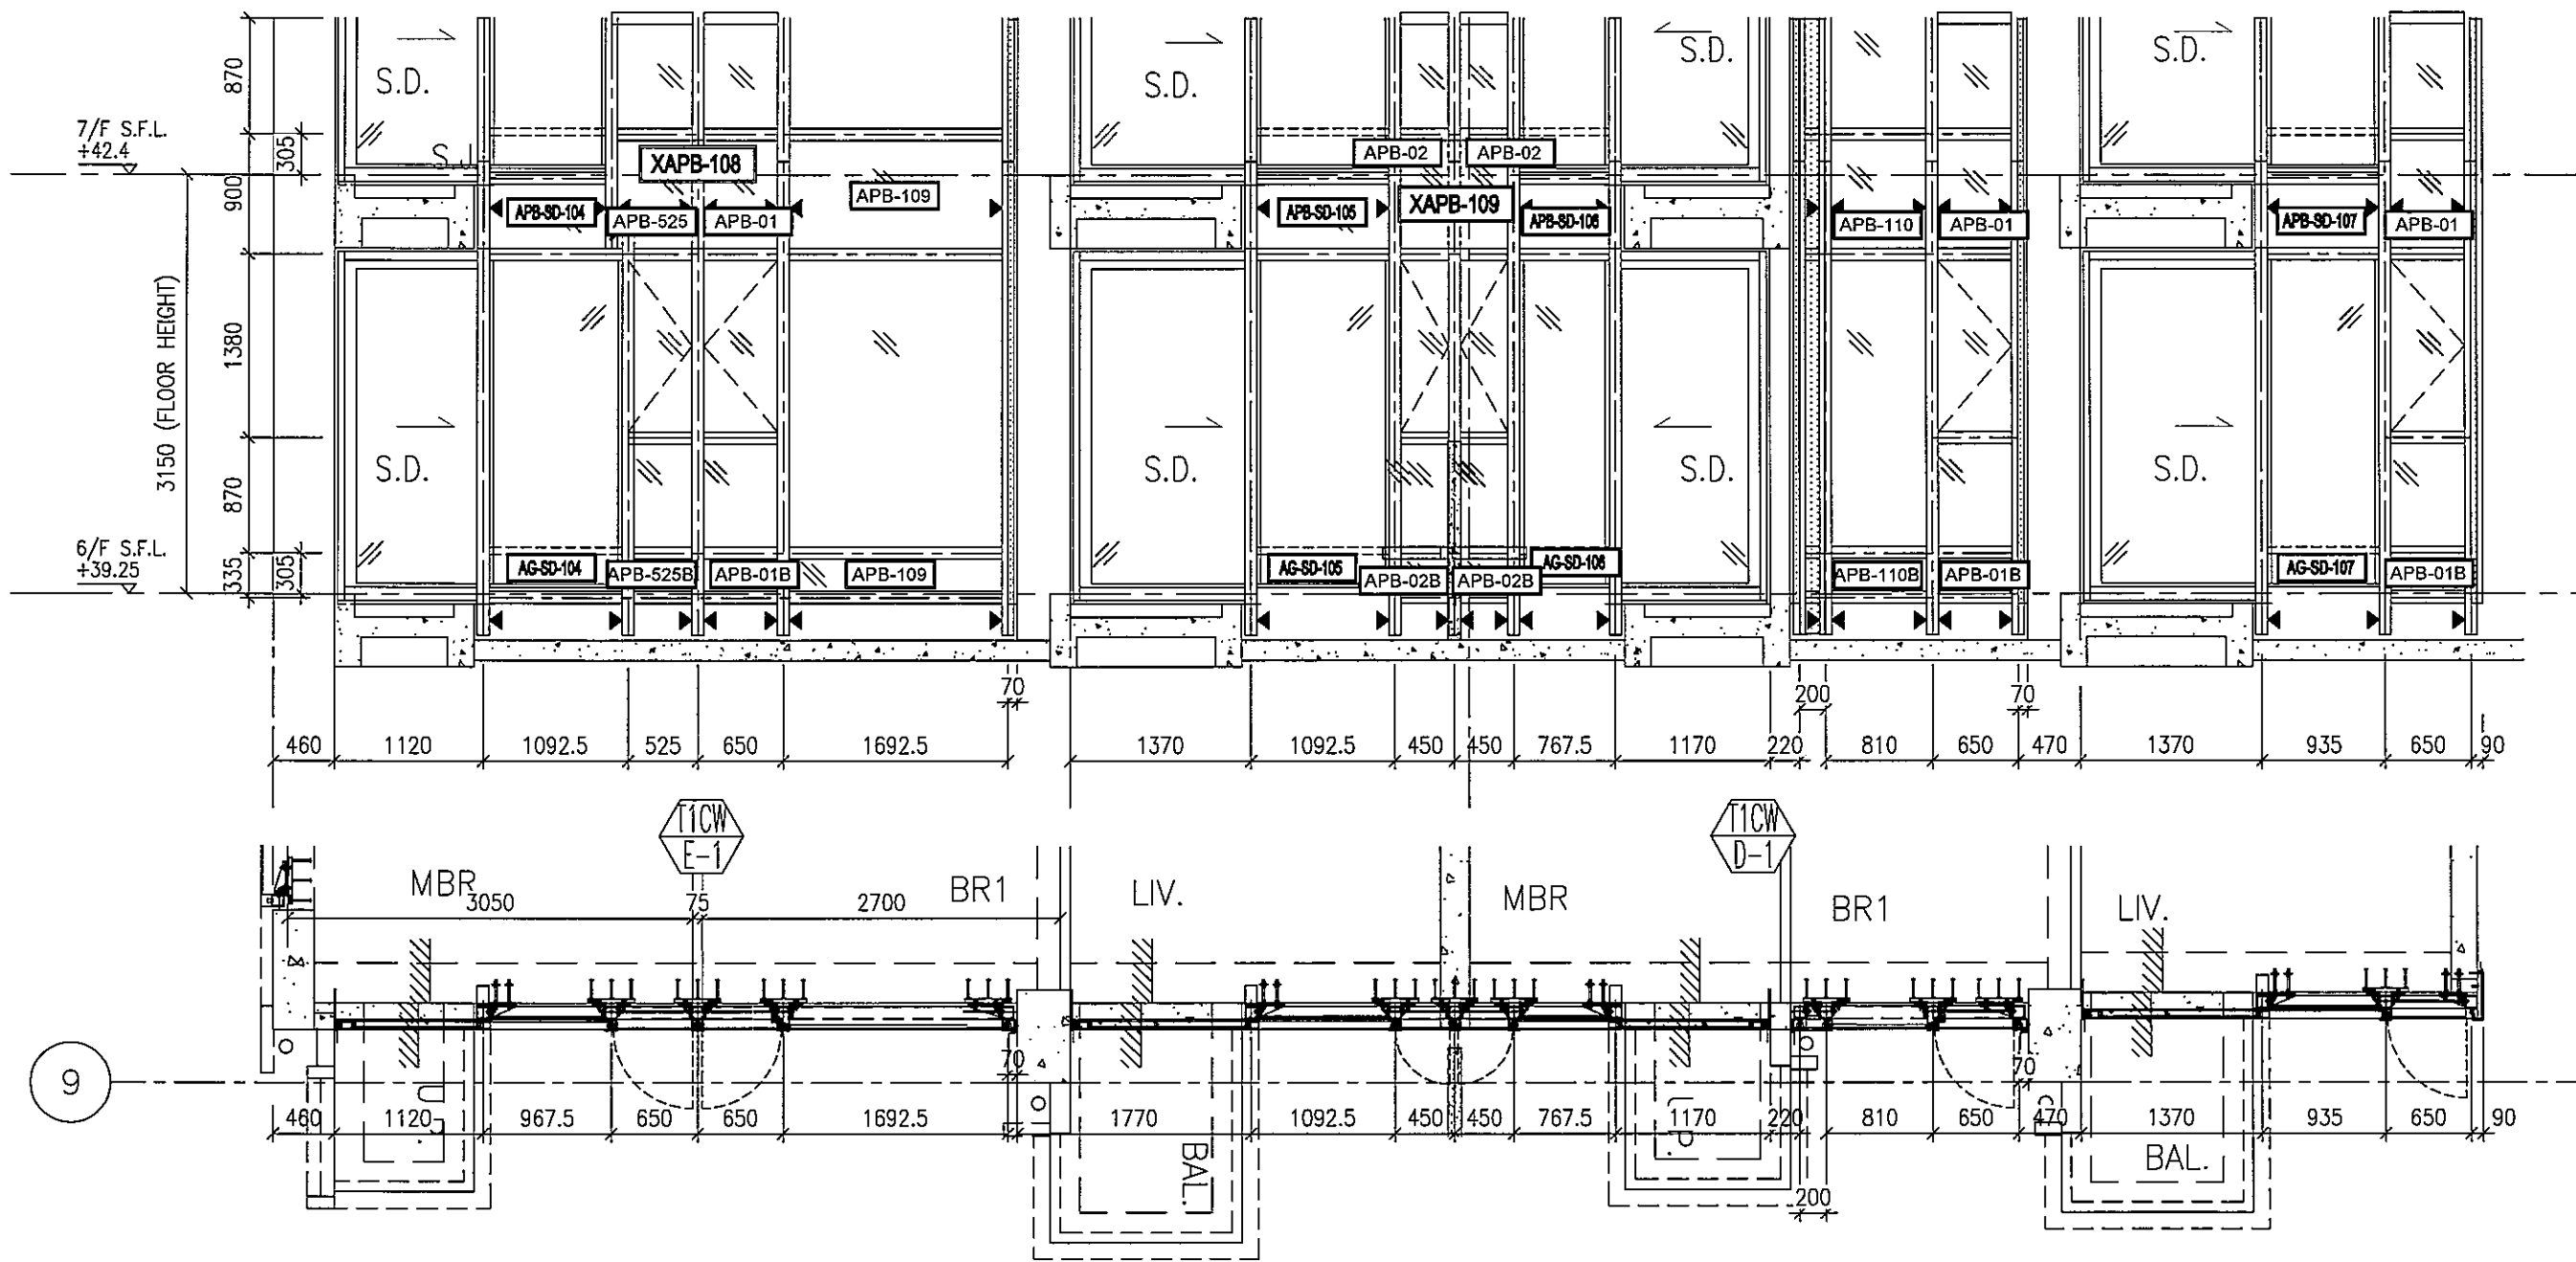 S.D.
S.D.
S.D.
S.D.
870
7/F S.F.L.
+42.4
305
900
XAPB-108
APB-02
APB-02
APB-109
XAPB-109
APB-SD-104
APB-525
APB-01
APB-SD-105
APB-SD-106
APB-110
APB-01
APB-SD-107
APB-01
3150 (FLOOR HEIGHT)
1380
S.D.
S.D.
S.D.
S.D.
870
6/F S.F.L.
+39.25
335
305
AG-SD-104
APB-525B
APB-01B
APB-109
AG-SD-105
APB-02B
APB-02B
AG-SD-106
APB-110B
APB-01B
AG-SD-107
APB-01B
70
200
70
460 1120 1092.5 525 650 1692.5 1370 1092.5 450 450 767.5 1170 220 810 650 470 1370 935 650 90
T1CW
E-1
T1CW
D-1
MBR
BR1
LIV.
MBR
BR1
LIV.
3050 75 2700
9
70
70
460 1120 967.5 650 650 1692.5 1770 1092.5 450 450 767.5 1170 220 810 650 470 1370 935 650 90
BAL.
BAL.
200